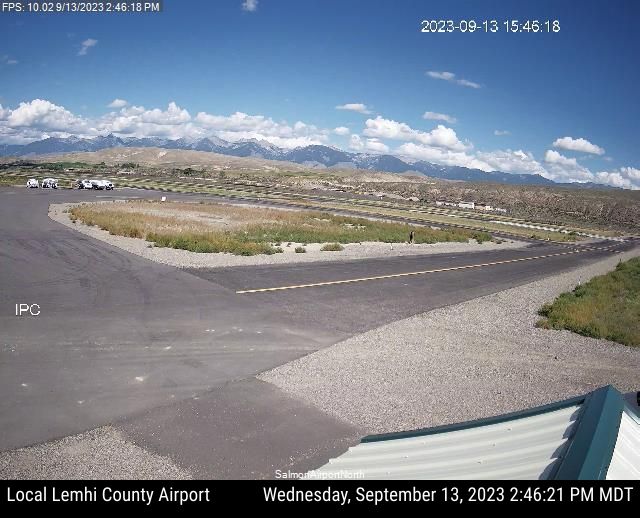 FPS: 10.02 9/13/2023 2:46:18 PM
2023-09-13 15:46:18
IPC
SalmonAirportNorth
Local Lemhi County Airport Wednesday, September 13, 2023 2:46:21 PM MDT